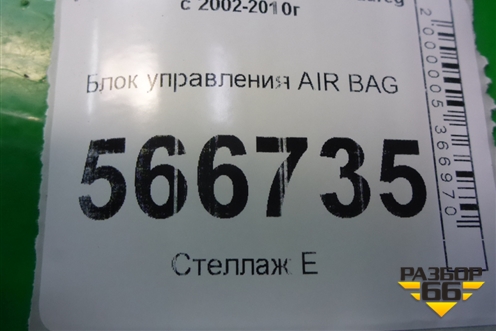 с 2002-2010г
Блок управления AIR BAG
566735
Стеллаж Е
2000005366970
РАЗБОР
66